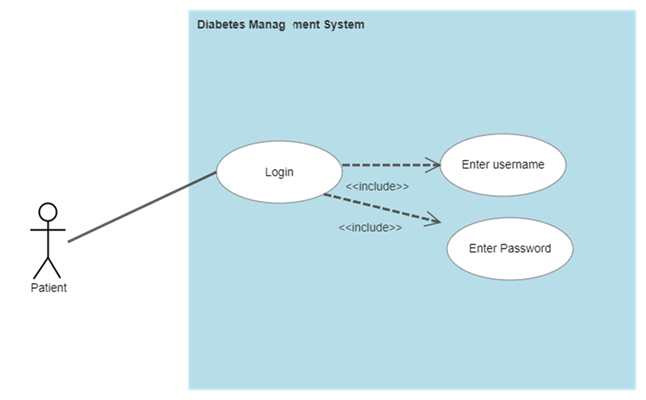 Diabetes Manag ment System
Login
Enter username
<<include>>
<<include>>
Enter Password
Patient